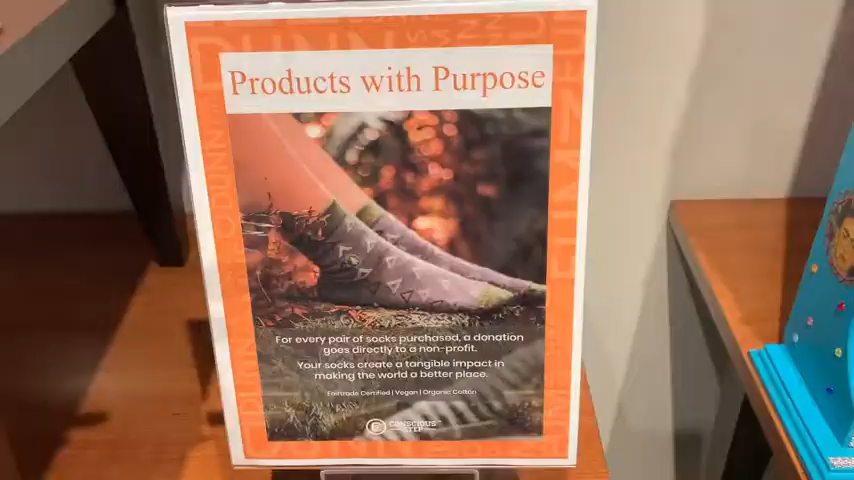 Products with Purpose
For every pair of socks purchased, a donation
goes directly to a non-profit.
Your socks create a tangible impact in
making the world a better place.
Fairtrade Certified | Vegan | Organic Cotton
CONSCIOUS
STEP